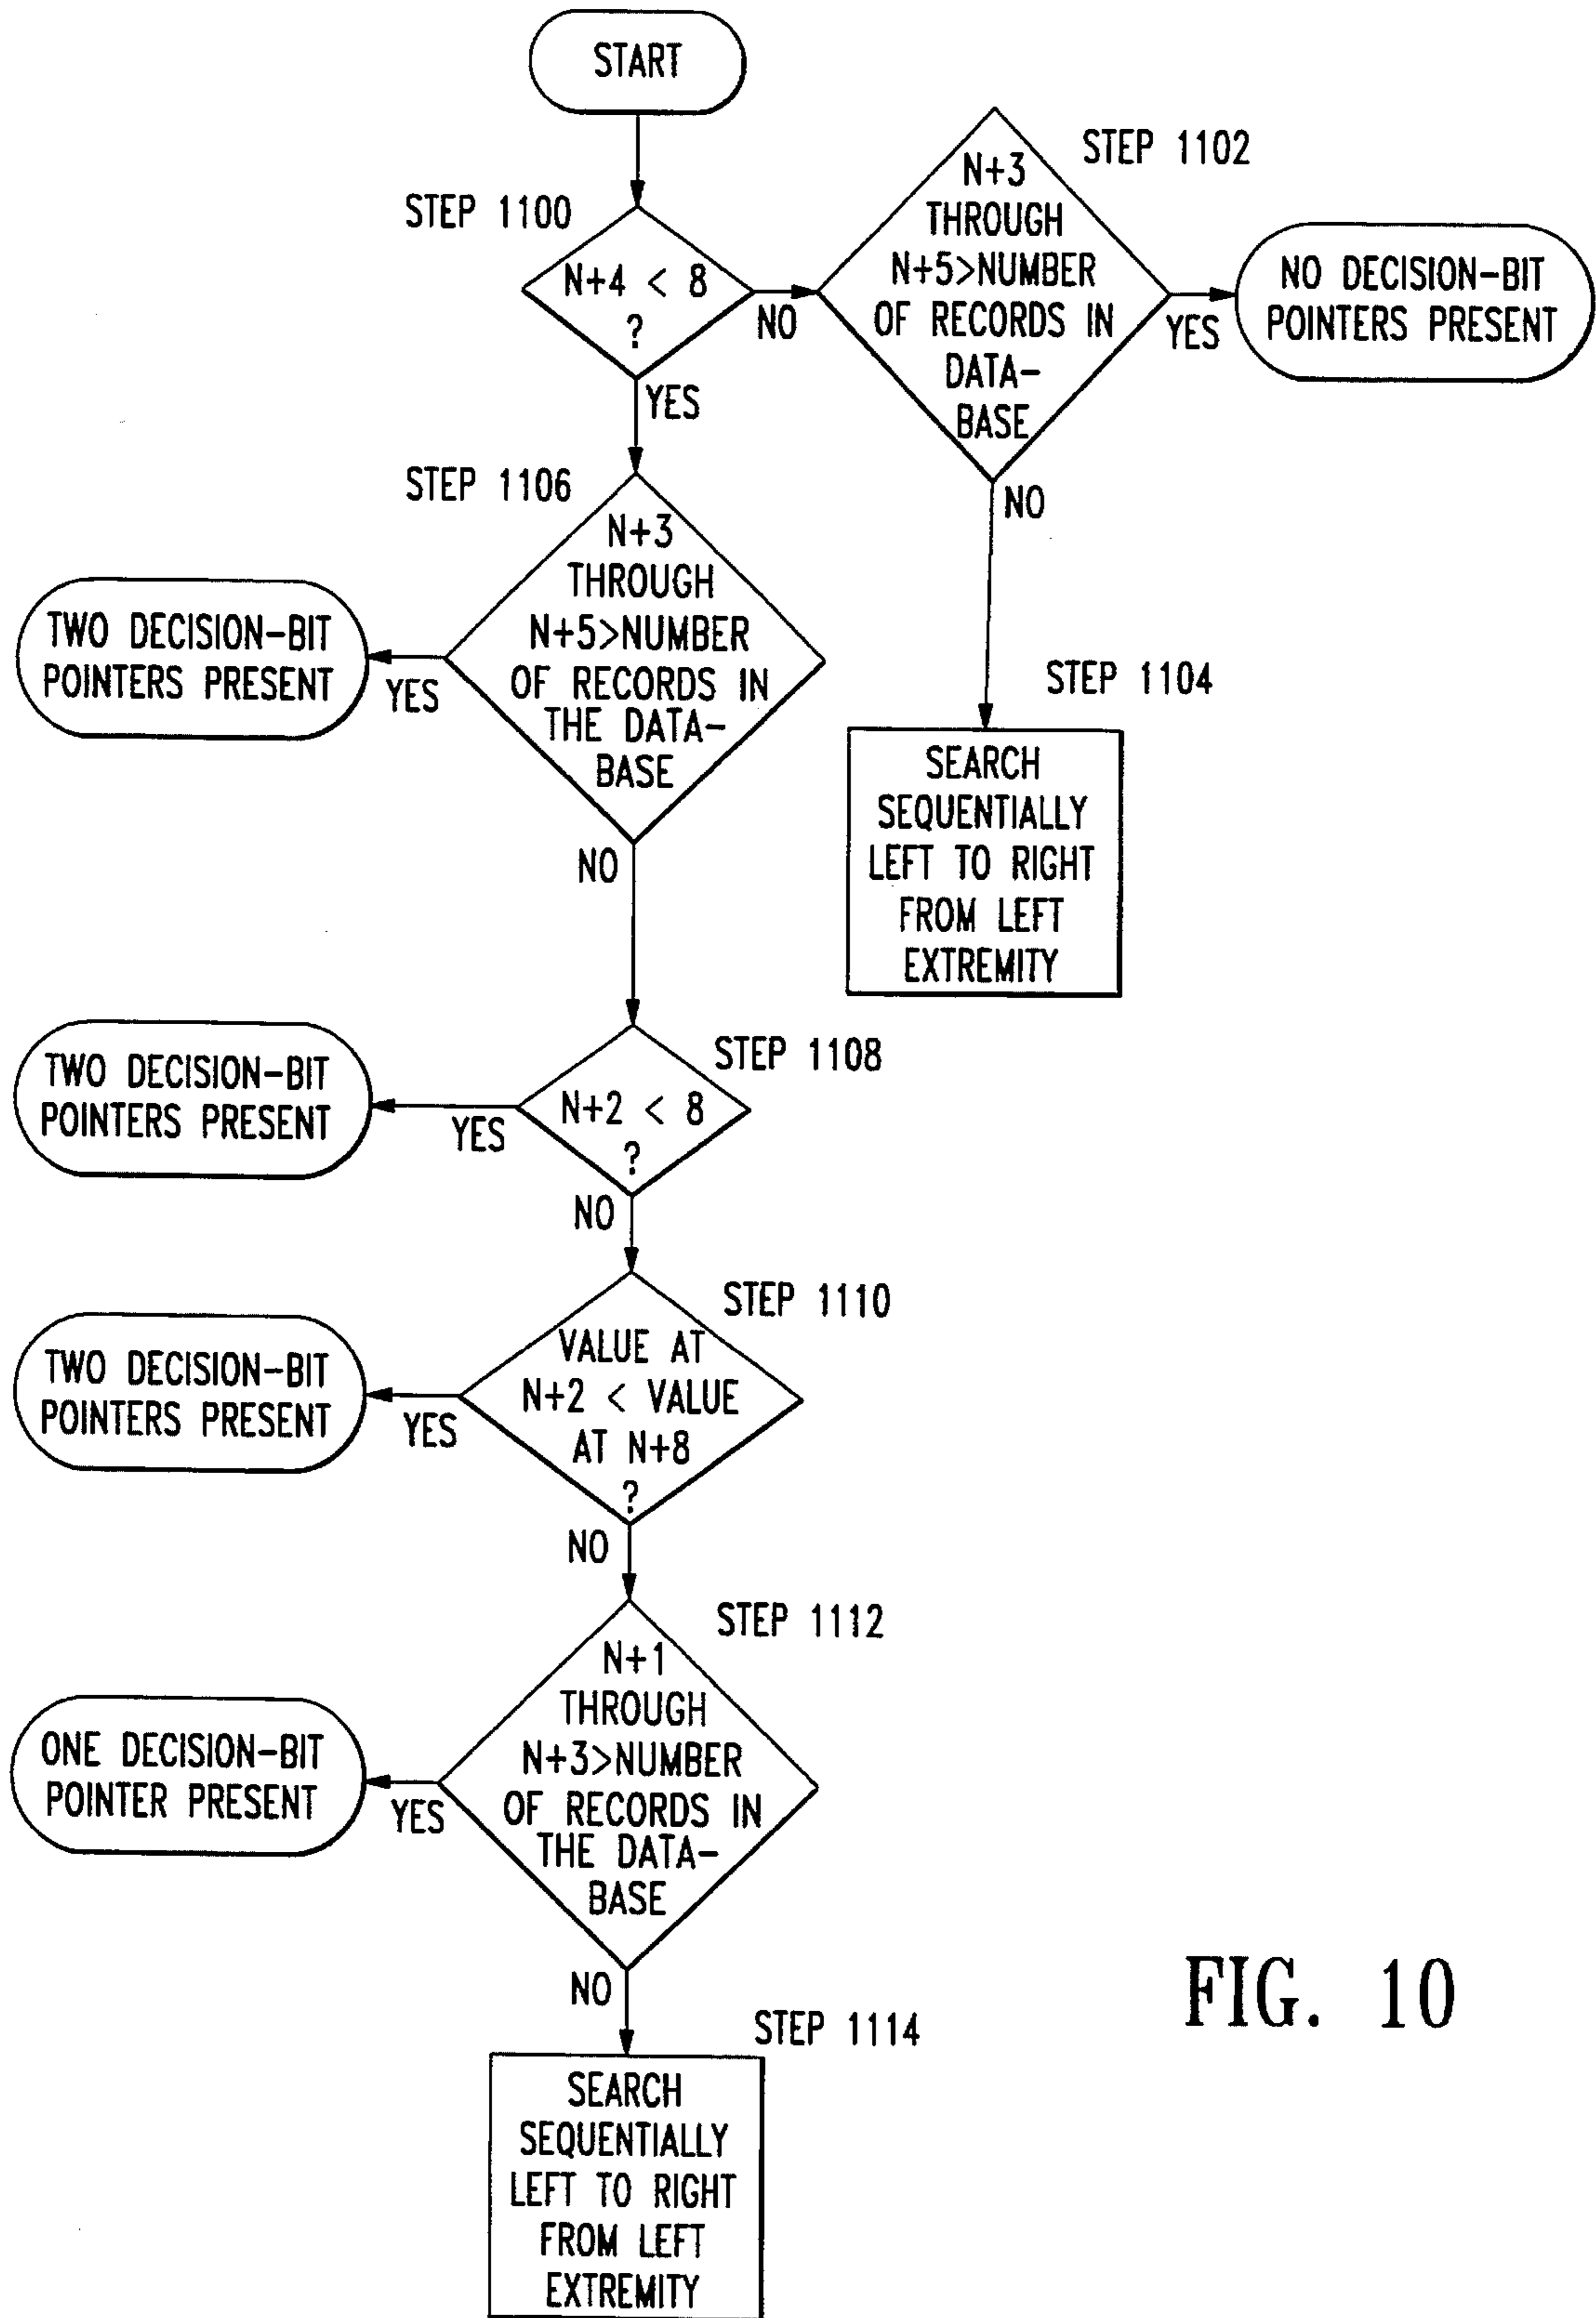 START
STEP 1100
N+4 < 8
?
NO
YES
STEP 1102
N+3
THROUGH
N+5>NUMBER
OF RECORDS IN
DATA-
BASE
YES
NO DECISION-BIT
POINTERS PRESENT
NO
STEP 1104
SEARCH
SEQUENTIALLY
LEFT TO RIGHT
FROM LEFT
EXTREMITY
STEP 1106
N+3
THROUGH
N+5>NUMBER
OF RECORDS IN
THE DATA-
BASE
YES
TWO DECISION-BIT
POINTERS PRESENT
NO
STEP 1108
N+2 < 8
?
YES
TWO DECISION-BIT
POINTERS PRESENT
NO
STEP 1110
VALUE AT
N+2 < VALUE
AT N+8
?
YES
TWO DECISION-BIT
POINTERS PRESENT
NO
STEP 1112
N+1
THROUGH
N+3>NUMBER
OF RECORDS IN
THE DATA-
BASE
YES
ONE DECISION-BIT
POINTER PRESENT
NO
STEP 1114
SEARCH
SEQUENTIALLY
LEFT TO RIGHT
FROM LEFT
EXTREMITY
FIG. 10